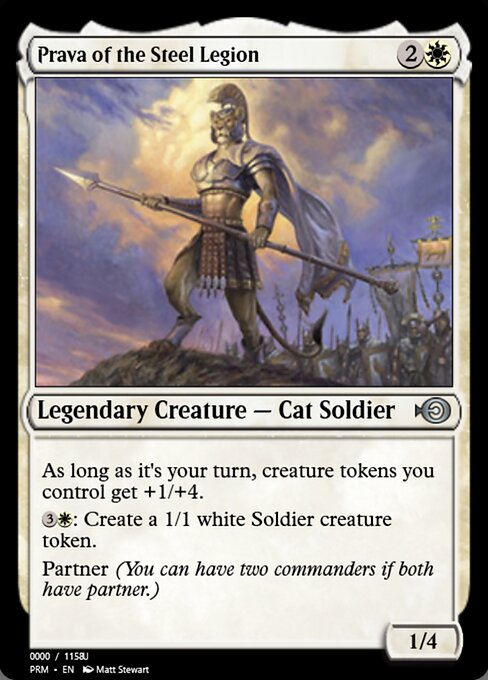 Prava of the Steel Legion 2
Legendary Creature — Cat Soldier
As long as it's your turn, creature tokens you
control get +1/+4.
3: Create a 1/1 white Soldier creature
token.
Partner (You can have two commanders if both
have partner.)
1/4
0000 / 1158U
PRM • EN Matt Stewart